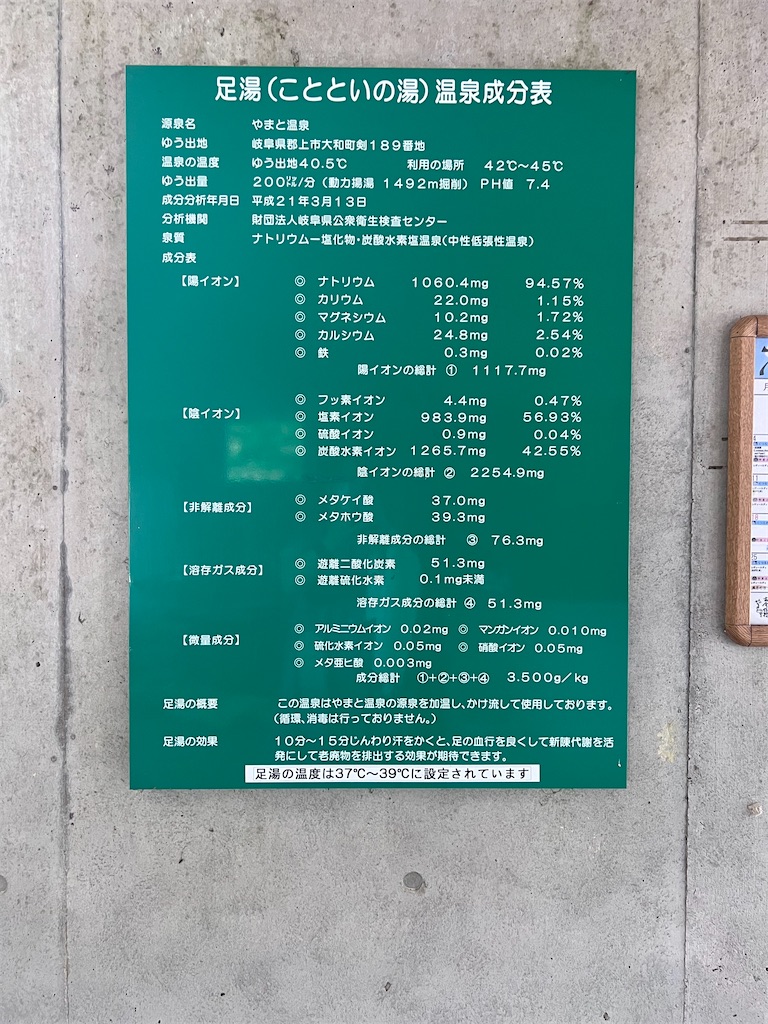 足湯（ことといの湯）温泉成分表
源泉名 やまと温泉
ゆう出地 岐阜県郡上市大和町剣189番地
温泉の温度 ゆう出地40.5℃ 利用の場所 42℃～45℃
ゆう出量 200㍑/分（動力揚湯 1492m掘削） PH値 7.4
成分分析年月日 平成21年3月13日
分析機関 財団法人岐阜県公衆衛生検査センター
泉質 ナトリウムー塩化物・炭酸水素塩温泉（中性低張性温泉）
成分表
【陽イオン】 ◎ ナトリウム 1060.4mg 94.57%
◎ カリウム 22.0mg 1.15%
◎ マグネシウム 10.2mg 1.72%
◎ カルシウム 24.8mg 2.54%
◎ 鉄 0.3mg 0.02%
陽イオンの総計 ① 1117.7mg
◎ フッ素イオン 4.4mg 0.47%
【陰イオン】 ◎ 塩素イオン 983.9mg 56.93%
◎ 硫酸イオン 0.9mg 0.04%
◎ 炭酸水素イオン 1265.7mg 42.55%
陰イオンの総計 ② 2254.9mg
【非解離成分】 ◎ メタケイ酸 37.0mg
◎ メタホウ酸 39.3mg
非解離成分の総計 ③ 76.3mg
【溶存ガス成分】 ◎ 遊離二酸化炭素 51.3mg
◎ 遊離硫化水素 0.1mg未満
溶存ガス成分の総計 ④ 51.3mg
【微量成分】 ◎ アルミニウムイオン 0.02mg ◎ マンガンイオン 0.010mg
◎ 硫化水素イオン 0.05mg ◎ 硝酸イオン 0.05mg
◎ メタ亜ヒ酸 0.003mg
成分総計 ①+②+③+④ 3.500g/kg
足湯の概要 この温泉はやまと温泉の源泉を加温し、かけ流して使用しております。
（循環、消毒は行っておりません。）
足湯の効果 10分～15分じんわり汗をかくと、足の血行を良くして新陳代謝を活
発にして老廃物を排出する効果が期待できます。
足湯の温度は37℃～39℃に設定されています